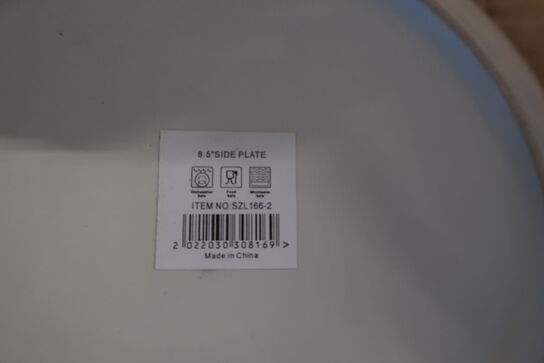 8.5"SIDE PLATE
Dishwasher Food Microwave
Safe Safe Safe
ITEM NO:SZL166-2
2 022030 308169 >
Made in China